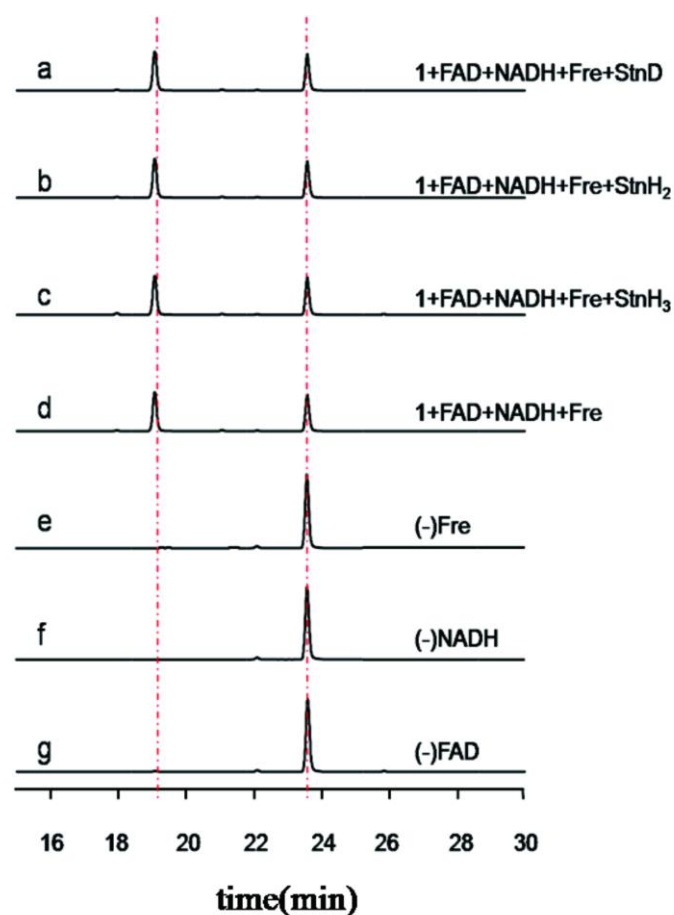 a 1+FAD+NADH+Fre+StnD
b 1+FAD+NADH+Fre+StnH₂
c 1+FAD+NADH+Fre+StnH₃
d 1+FAD+NADH+Fre
e (-)Fre
f (-)NADH
g (-)FAD
16 18 20 22 24 26 28 30
time(min)